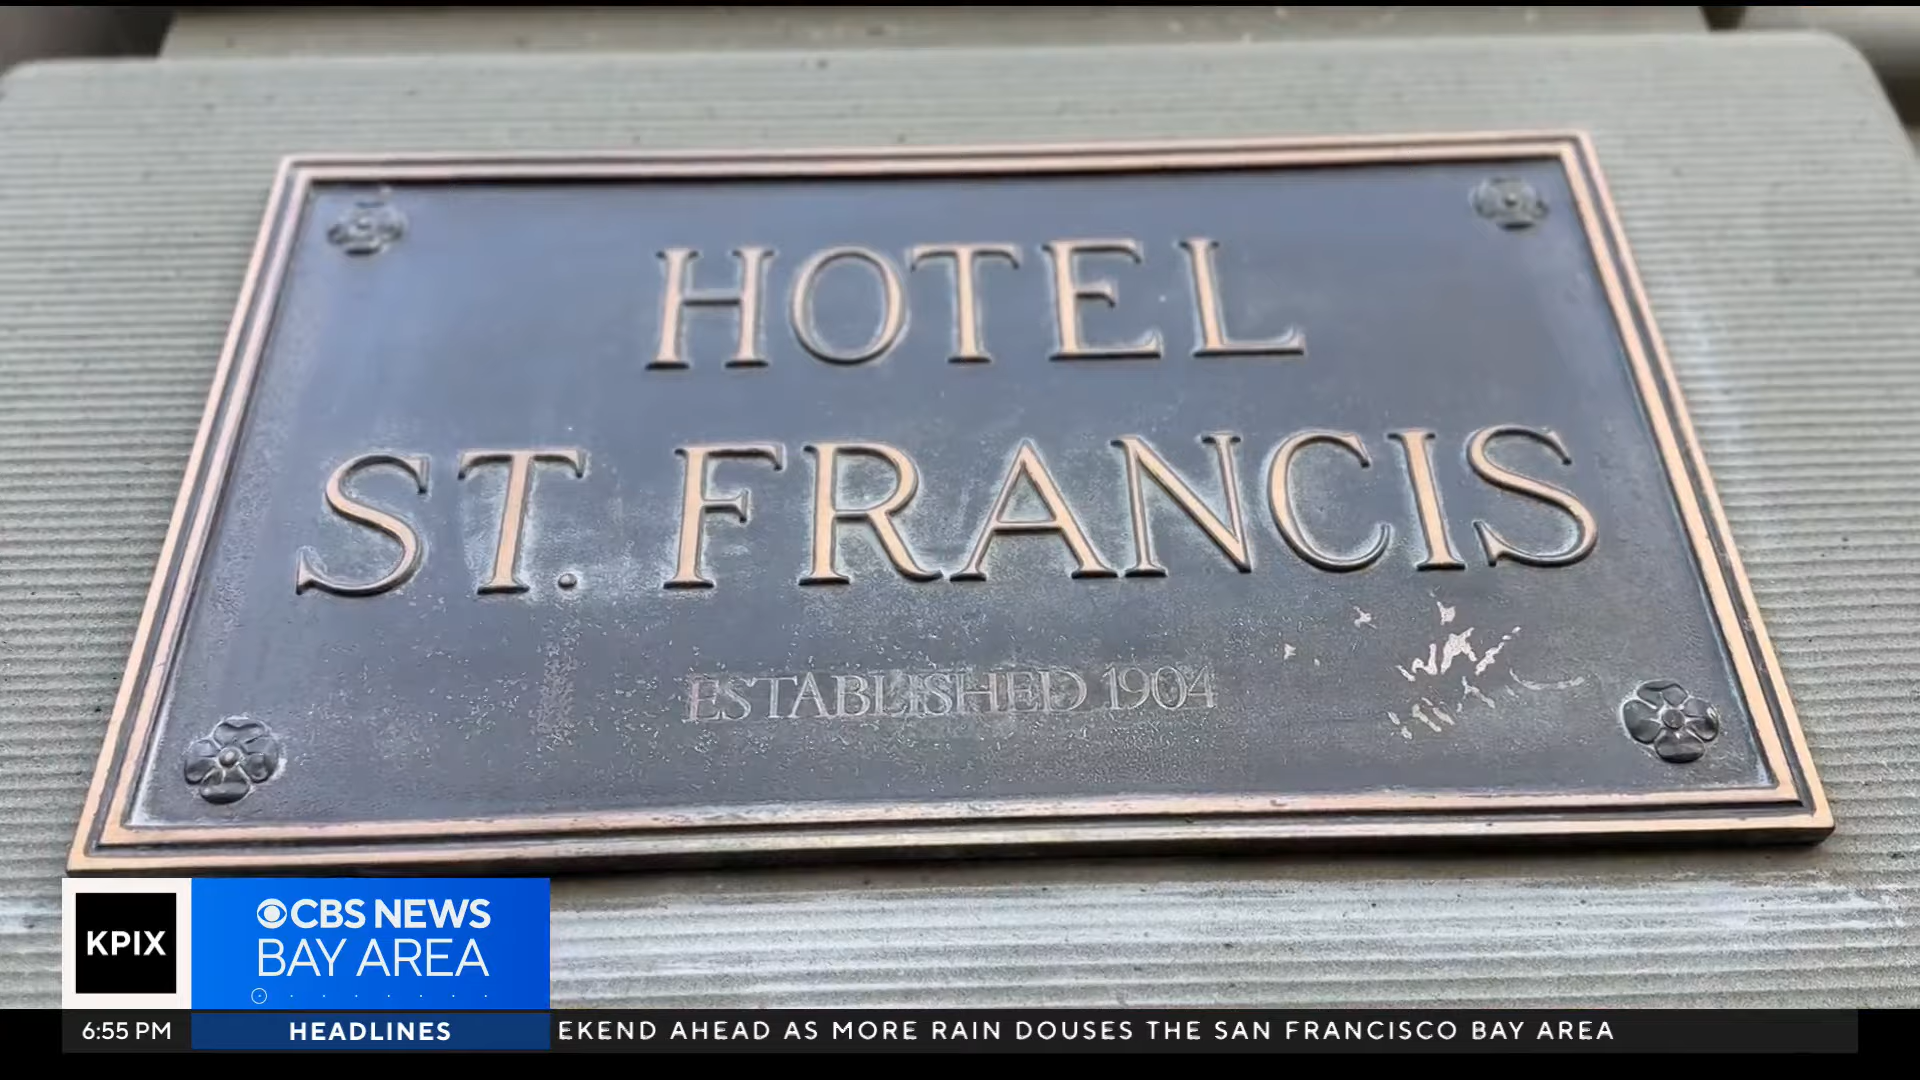 HOTEL
ST. FRANCIS
ESTABLISHED 1904
KPIX
CBS NEWS
BAY AREA
6:55 PM
HEADLINES
EKEND AHEAD AS MORE RAIN DOUSES THE SAN FRANCISCO BAY AREA